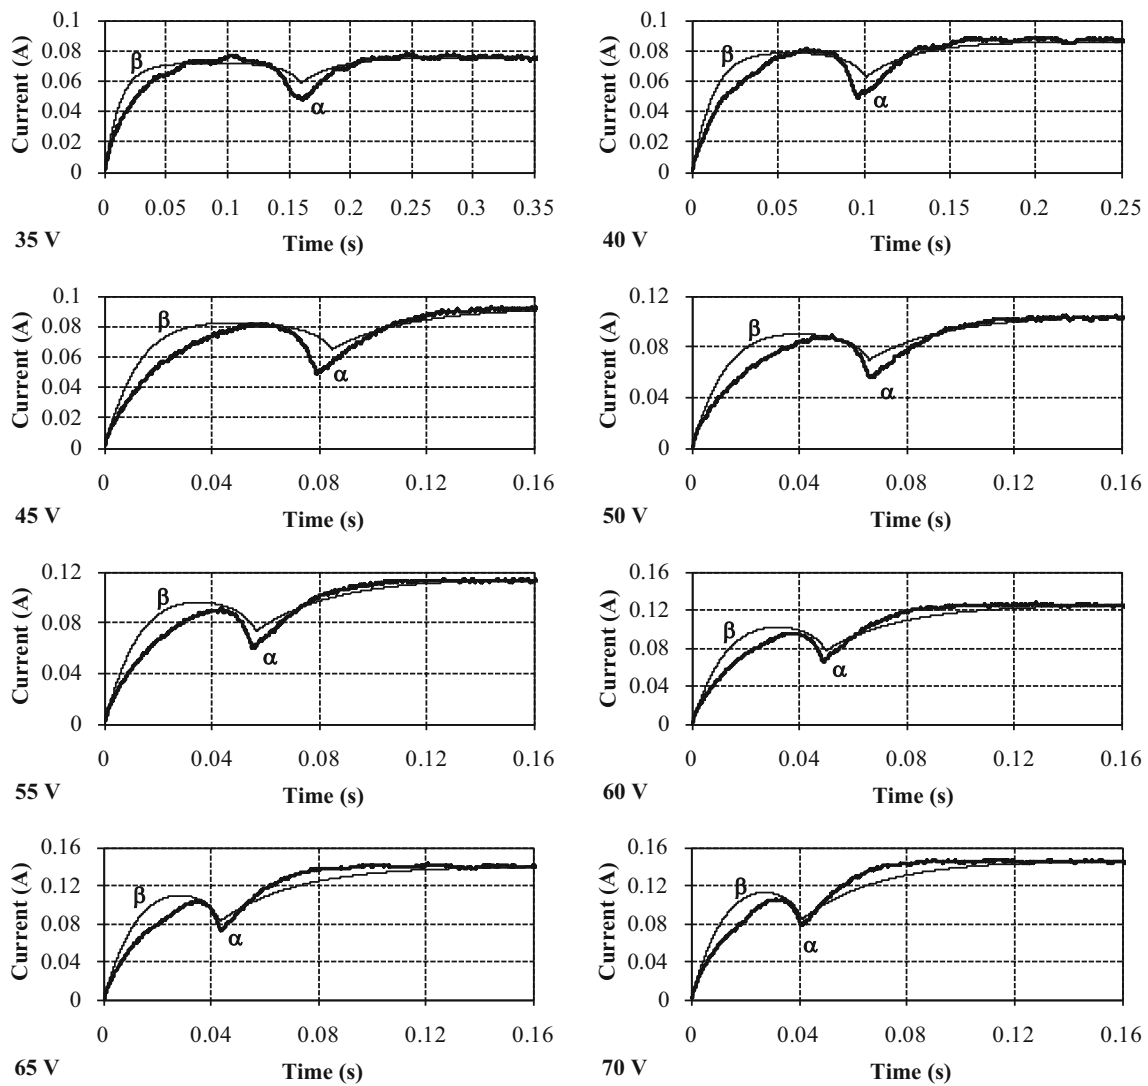 0.1 0.08 0.06 0.04 0.02 0
Current (A)
β
α
0 0.05 0.1 0.15 0.2 0.25 0.3 0.35
35 V Time (s)
0.1 0.08 0.06 0.04 0.02 0
Current (A)
β
α
0 0.05 0.1 0.15 0.2 0.25
40 V Time (s)
0.1 0.08 0.06 0.04 0.02 0
Current (A)
β
α
0 0.04 0.08 0.12 0.16
45 V Time (s)
0.12 0.08 0.04 0
Current (A)
β
α
0 0.04 0.08 0.12 0.16
50 V Time (s)
0.12 0.08 0.04 0
Current (A)
β
α
0 0.04 0.08 0.12 0.16
55 V Time (s)
0.16 0.12 0.08 0.04 0
Current (A)
β
α
0 0.04 0.08 0.12 0.16
60 V Time (s)
0.16 0.12 0.08 0.04 0
Current (A)
β
α
0 0.04 0.08 0.12 0.16
65 V Time (s)
0.16 0.12 0.08 0.04 0
Current (A)
β
α
0 0.04 0.08 0.12 0.16
70 V Time (s)